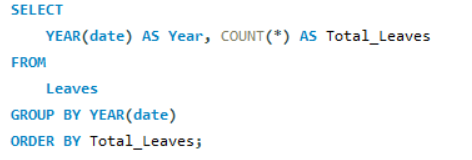 SELECT
YEAR(date) AS Year, COUNT(*) AS Total_Leaves
FROM
Leaves
GROUP BY YEAR(date)
ORDER BY Total_Leaves;